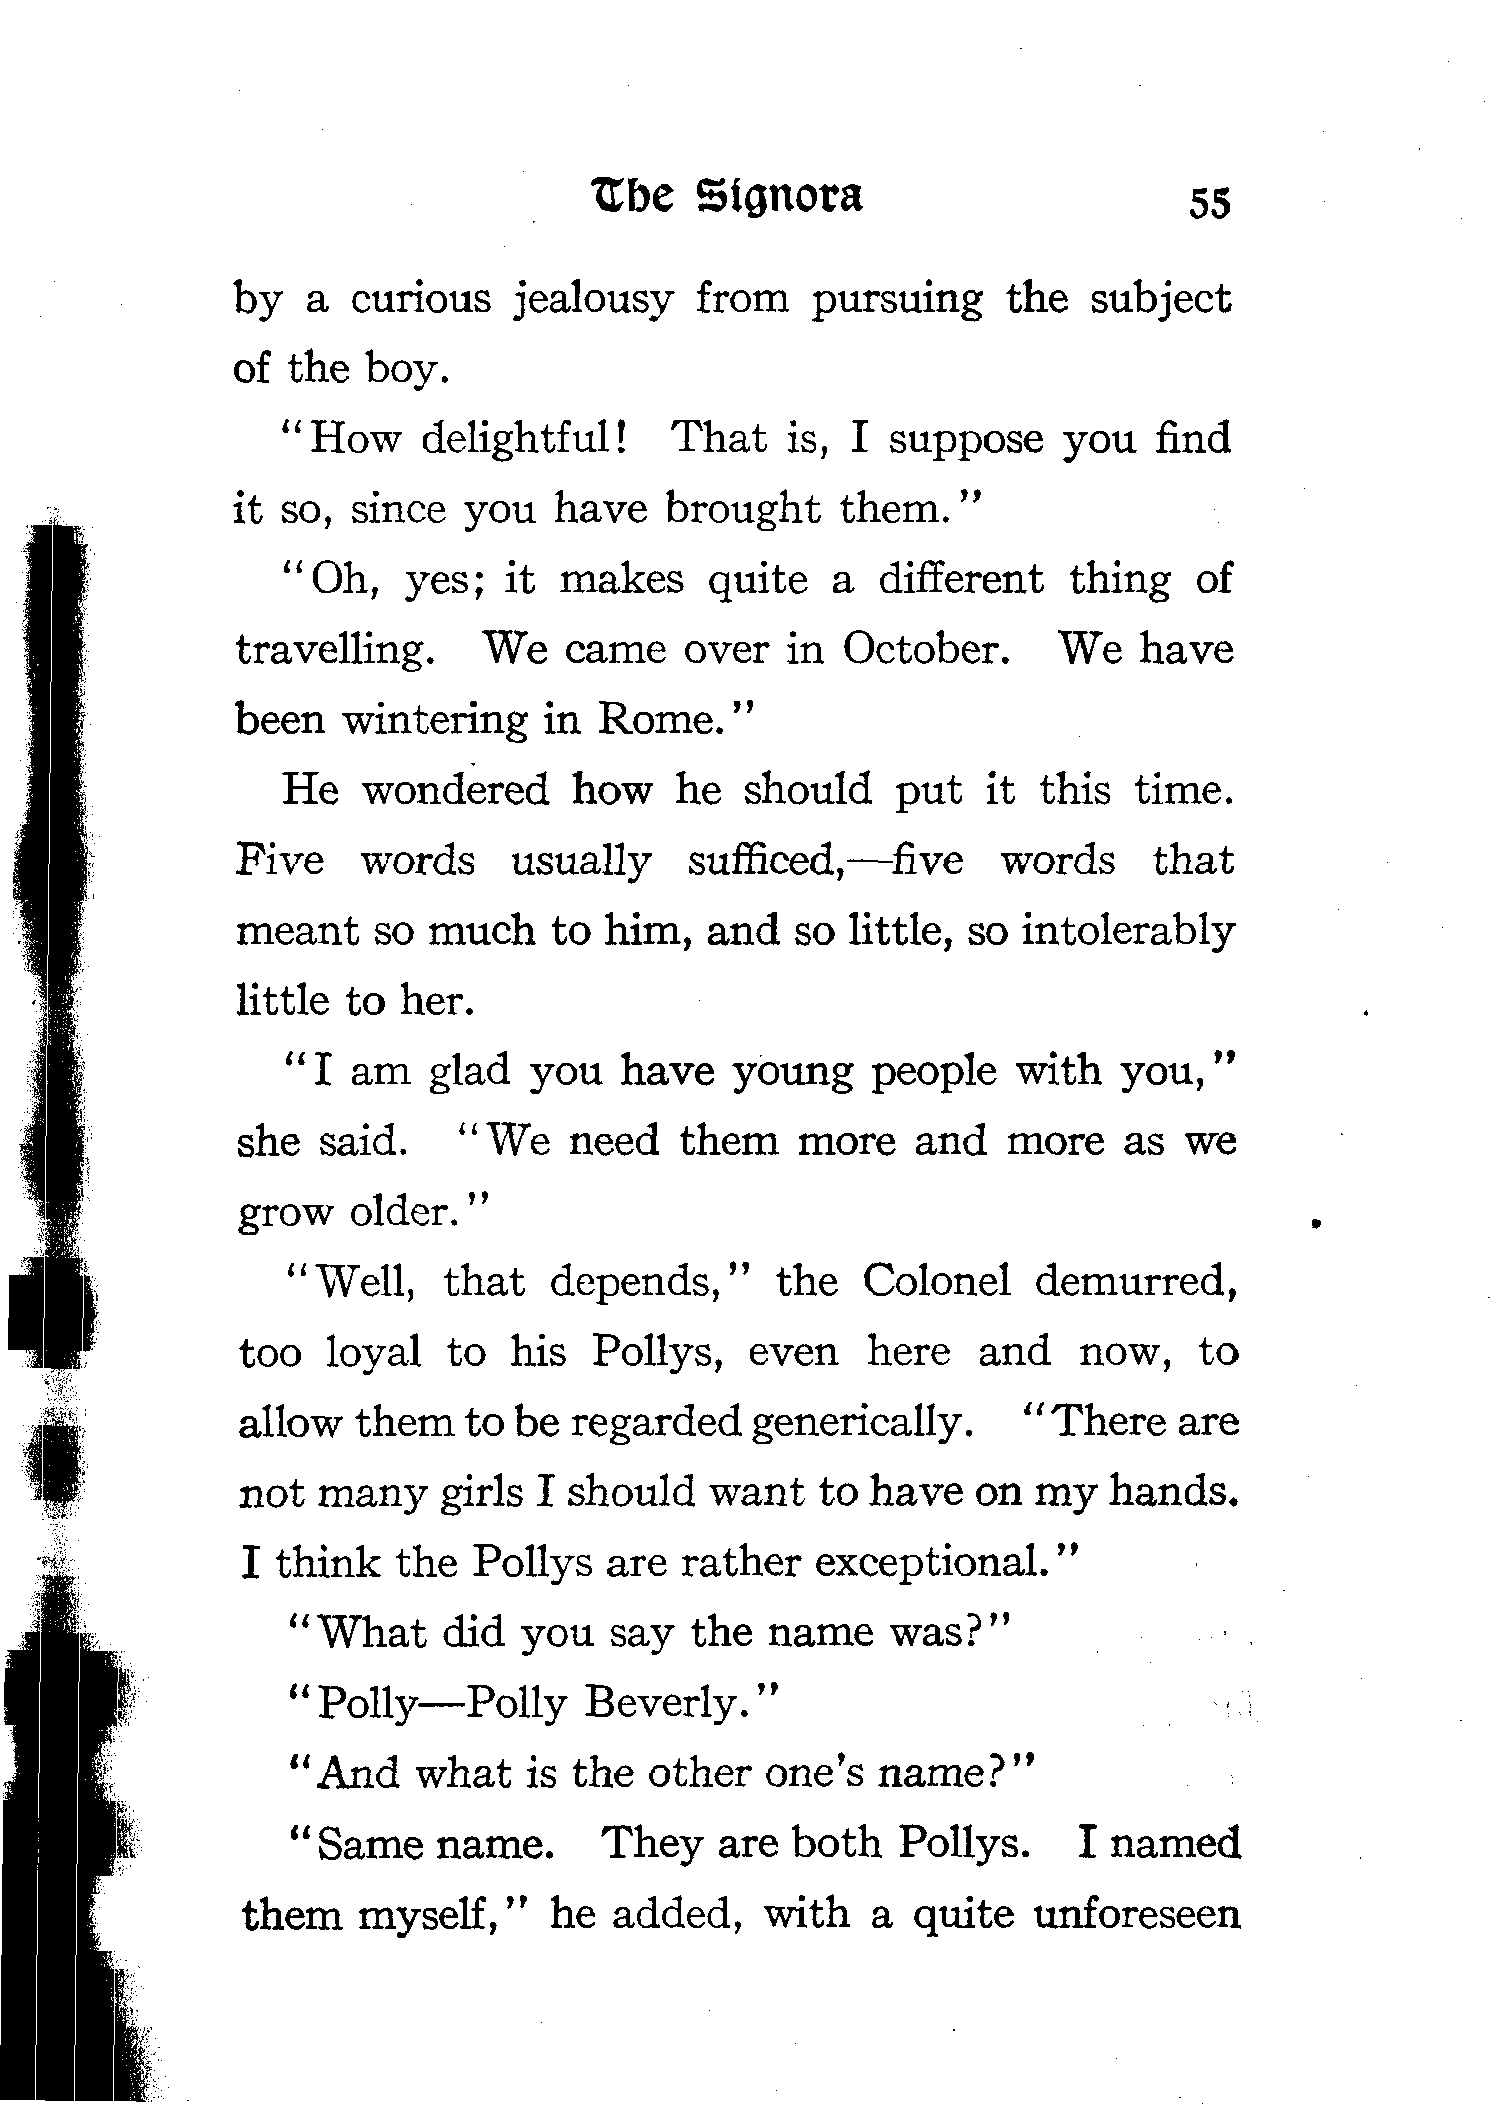 The Signora 55
by a curious jealousy from pursuing the subject
of the boy.
"How delightful! That is, I suppose you find
it so, since you have brought them."
"Oh, yes; it makes quite a different thing of
travelling. We came over in October. We have
been wintering in Rome."
He wondered how he should put it this time.
Five words usually sufficed,—five words that
meant so much to him, and so little, so intolerably
little to her.
"I am glad you have young people with you,"
she said. "We need them more and more as we
grow older."
"Well, that depends," the Colonel demurred,
too loyal to his Pollys, even here and now, to
allow them to be regarded generically. "There are
not many girls I should want to have on my hands.
I think the Pollys are rather exceptional."
"What did you say the name was?"
"Polly—Polly Beverly."
"And what is the other one's name?"
"Same name. They are both Pollys. I named
them myself," he added, with a quite unforeseen